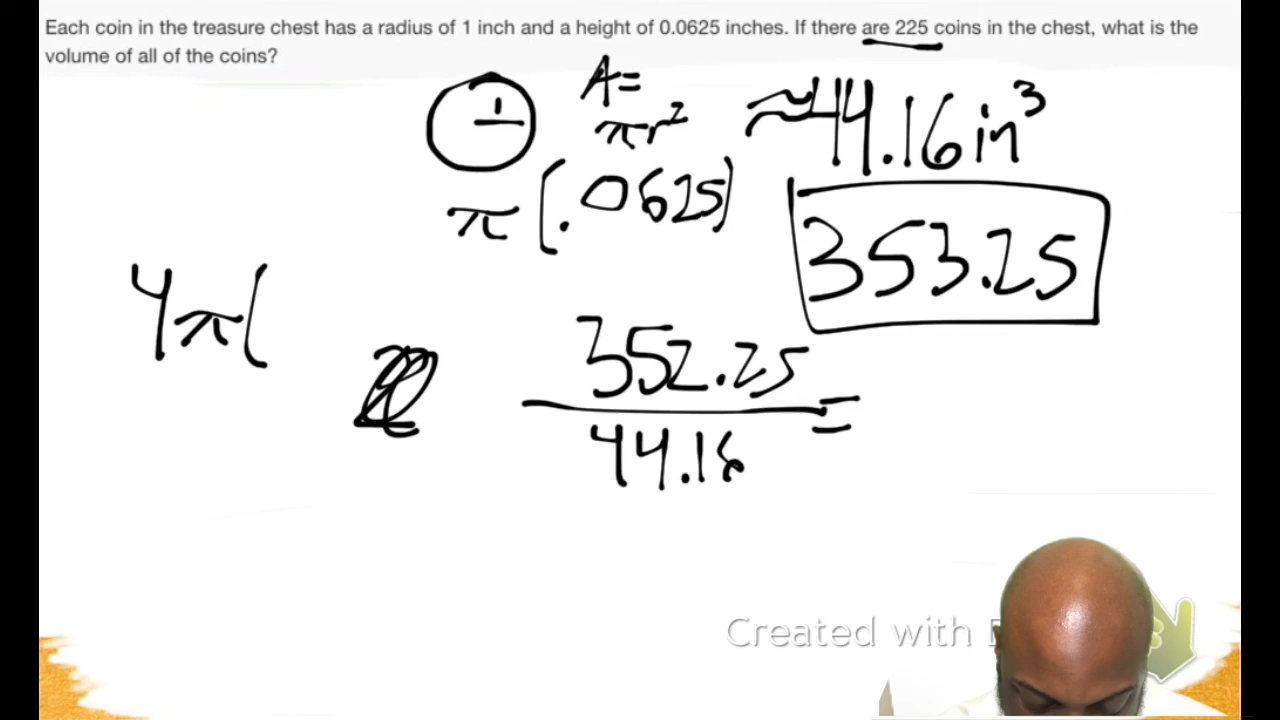 Each coin in the treasure chest has a radius of 1 inch and a height of 0.0625 inches. If there are 225 coins in the chest, what is the
volume of all of the coins?
1
A=
πr²
≈44.16in³
π(.0625)
353.25
4π(
352.25
=
44.16
Created with